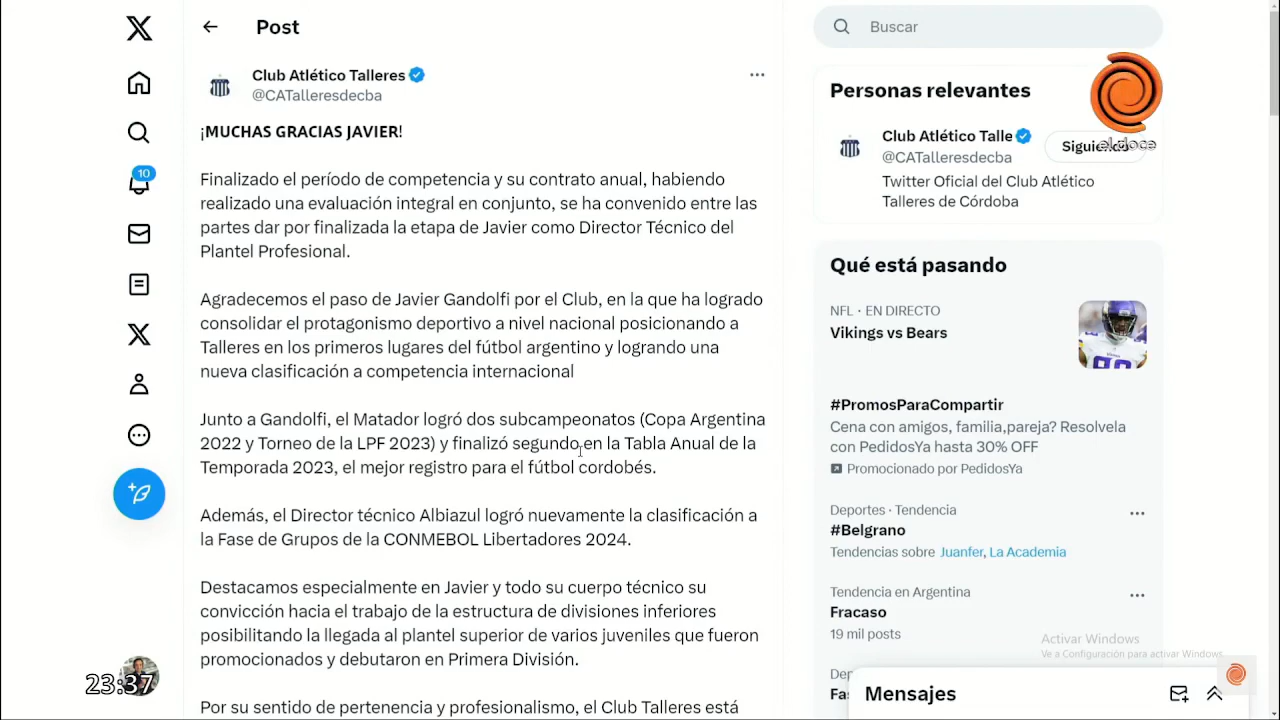 Post
Club Atlético Talleres
@CATalleresdecba
¡MUCHAS GRACIAS JAVIER!
Finalizado el período de competencia y su contrato anual, habiendo
realizado una evaluación integral en conjunto, se ha convenido entre las
partes dar por finalizada la etapa de Javier como Director Técnico del
Plantel Profesional.
Agradecemos el paso de Javier Gandolfi por el Club, en la que ha logrado
consolidar el protagonismo deportivo a nivel nacional posicionando a
Talleres en los primeros lugares del fútbol argentino y logrando una
nueva clasificación a competencia internacional
Junto a Gandolfi, el Matador logró dos subcampeonatos (Copa Argentina
2022 y Torneo de la LPF 2023) y finalizó segundo en la Tabla Anual de la
Temporada 2023, el mejor registro para el fútbol cordobés.
Además, el Director técnico Albiazul logró nuevamente la clasificación a
la Fase de Grupos de la CONMEBOL Libertadores 2024.
Destacamos especialmente en Javier y todo su cuerpo técnico su
convicción hacia el trabajo de la estructura de divisiones inferiores
posibilitando la llegada al plantel superior de varios juveniles que fueron
promocionados y debutaron en Primera División.
Por su sentido de pertenencia y profesionalismo, el Club Talleres está
10
23:37
Buscar
Personas relevantes
el doce
Club Atlético Talle
@CATalleresdecba
Siguiendo
Twitter Oficial del Club Atlético
Talleres de Córdoba
Qué está pasando
NFL · EN DIRECTO
Vikings vs Bears
#PromosParaCompartir
Cena con amigos, familia,pareja? Resolvela
con PedidosYa hasta 30% OFF
Promocionado por PedidosYa
Deportes · Tendencia
#Belgrano
Tendencias sobre Juanfer, La Academia
Tendencia en Argentina
Fracaso
19 mil posts
Activar Windows
Ve a Configuración para activar Windows.
Mensajes